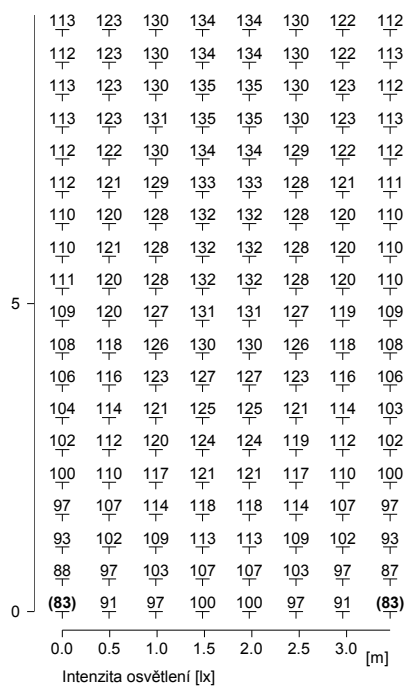 113 123 130 134 134 130 122 113
112 123 130 134 134 130 122 112
113 123 130 135 135 130 123 112
113 123 131 135 135 130 123 113
112 122 130 134 134 129 122 112
112 121 129 133 133 128 121 111
110 120 128 132 132 128 120 110
110 121 128 132 132 128 120 110
111 120 128 132 132 128 120 110
5
109 120 127 131 131 127 119 109
108 118 126 130 130 126 118 108
106 116 123 127 127 123 116 106
104 114 121 125 125 121 114 103
102 112 120 124 124 119 112 102
100 110 117 121 121 117 110 100
97 107 114 118 118 114 107 97
93 102 109 113 113 109 102 93
88 97 103 107 107 103 97 87
0 (83) 91 97 100 100 97 91 (83)
0.0 0.5 1.0 1.5 2.0 2.5 3.0 [m]
Intenzita osvětlení [lx]